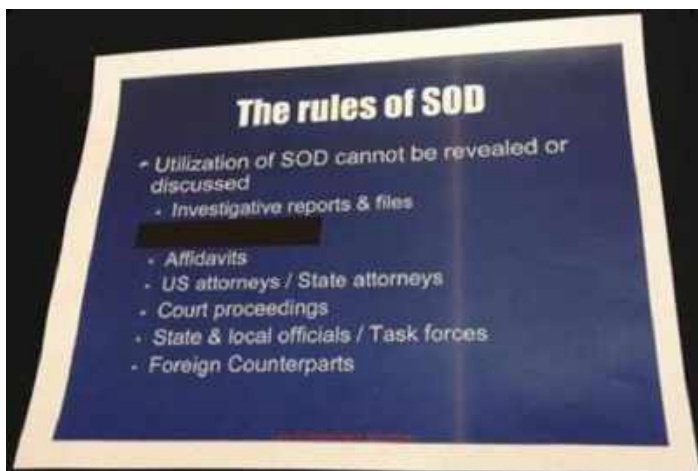 The rules of SOD
- Utilization of SOD cannot be revealed or
discussed
• Investigative reports & files
• Affidavits
• US attorneys / State attorneys
• Court proceedings
• State & local officials / Task forces
• Foreign Counterparts